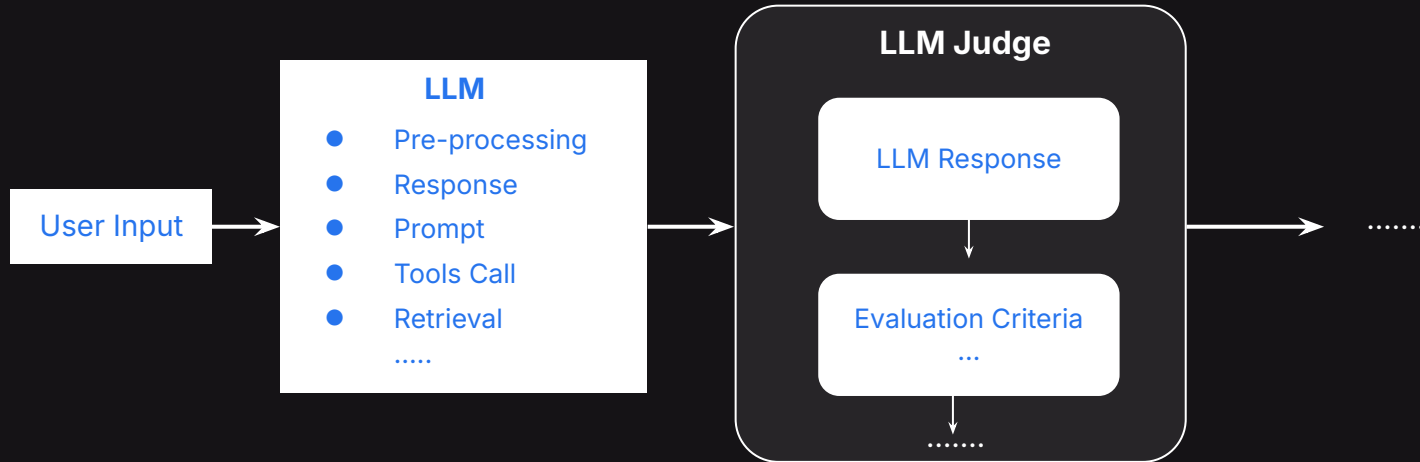 User Input
LLM
Pre-processing
Response
Prompt
Tools Call
Retrieval
.....
LLM Judge
LLM Response
Evaluation Criteria
...
.......
.......